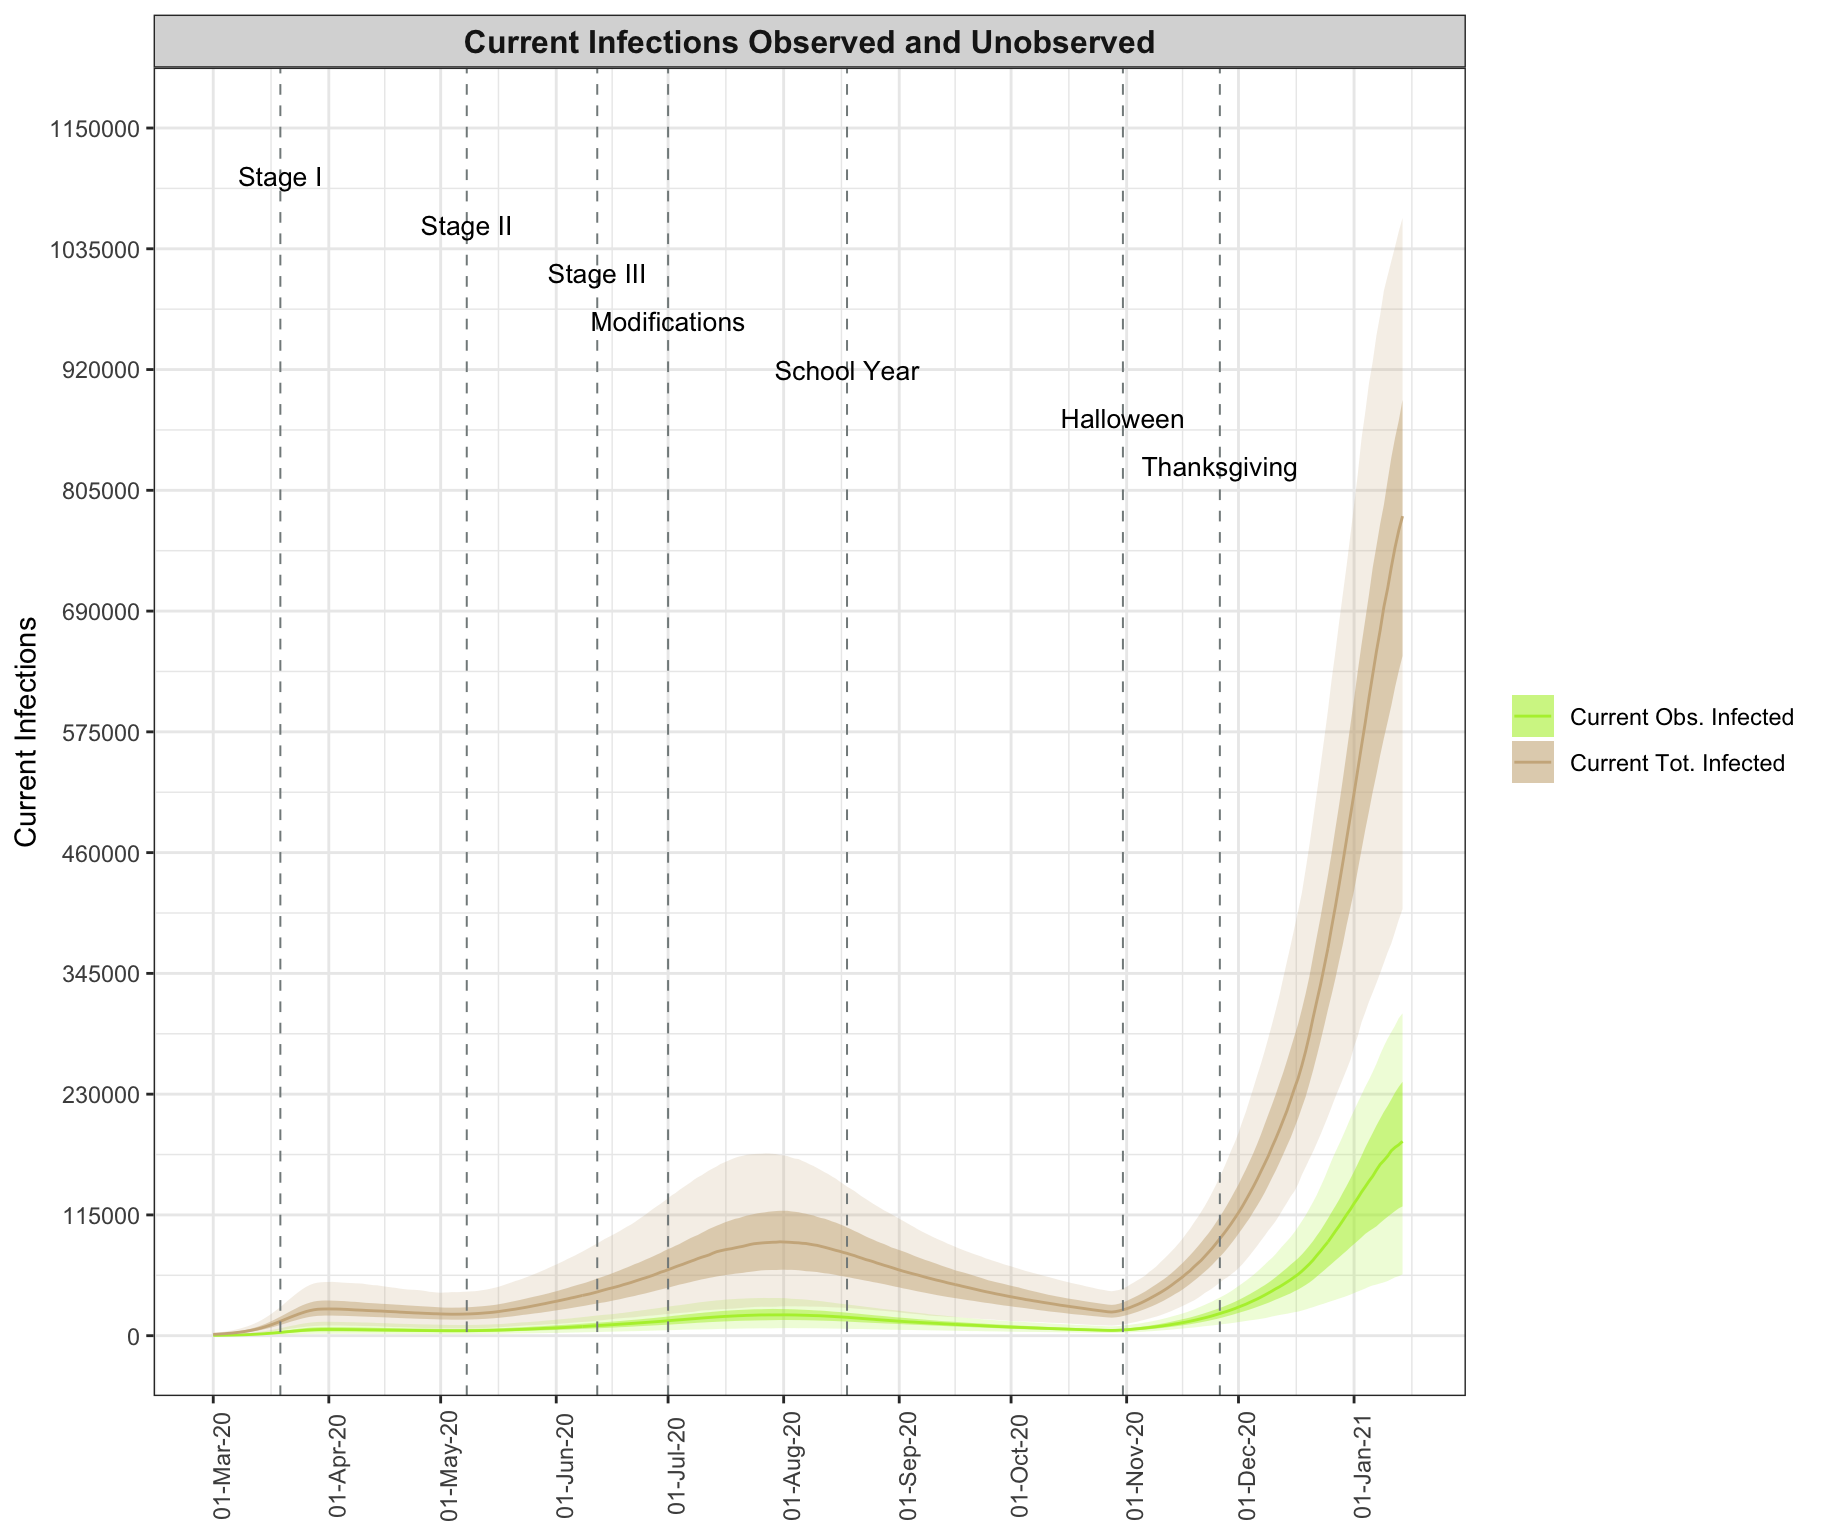 Current Infections Observed and Unobserved
1150000
1035000
920000
805000
690000
575000
460000
345000
230000
115000
0
Current Infections
Stage I
Stage II
Stage III
Modifications
School Year
Halloween
Thanksgiving
01-Mar-20
01-Apr-20
01-May-20
01-Jun-20
01-Jul-20
01-Aug-20
01-Sep-20
01-Oct-20
01-Nov-20
01-Dec-20
01-Jan-21
Current Obs. Infected
Current Tot. Infected